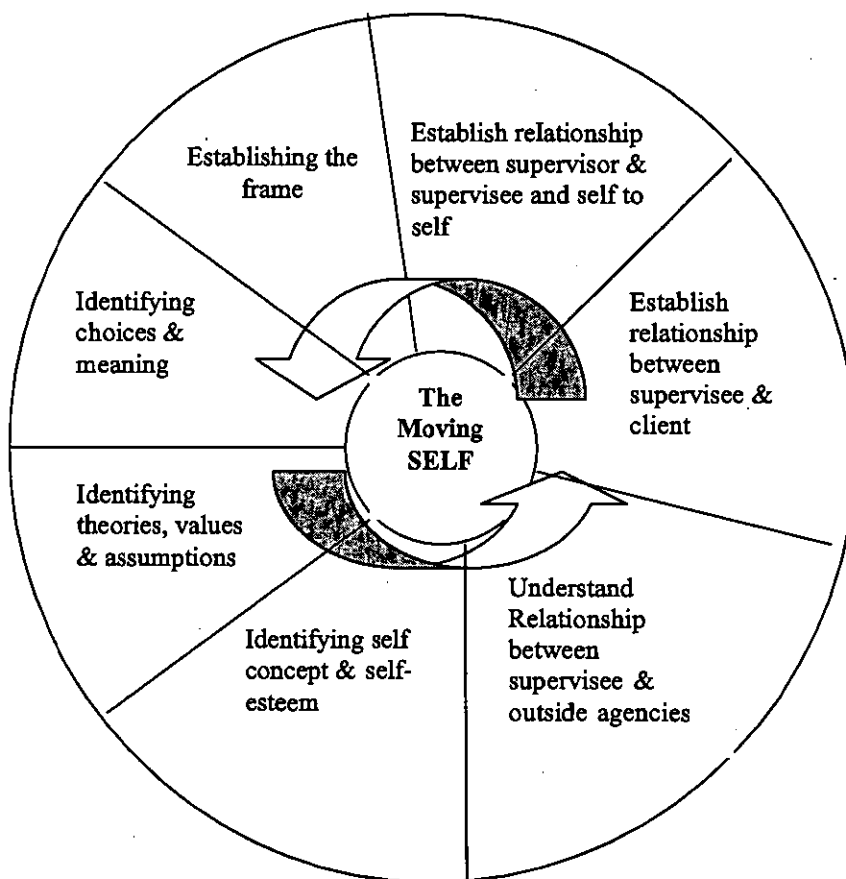 Establishing the
frame
Establish relationship
between supervisor &
supervisee and self to
self
Identifying
choices &
meaning
Establish
relationship
between
supervisee &
client
The
Moving
SELF
Identifying
theories, values
& assumptions
Identifying self
concept & self-
esteem
Understand
Relationship
between
supervisee &
outside agencies